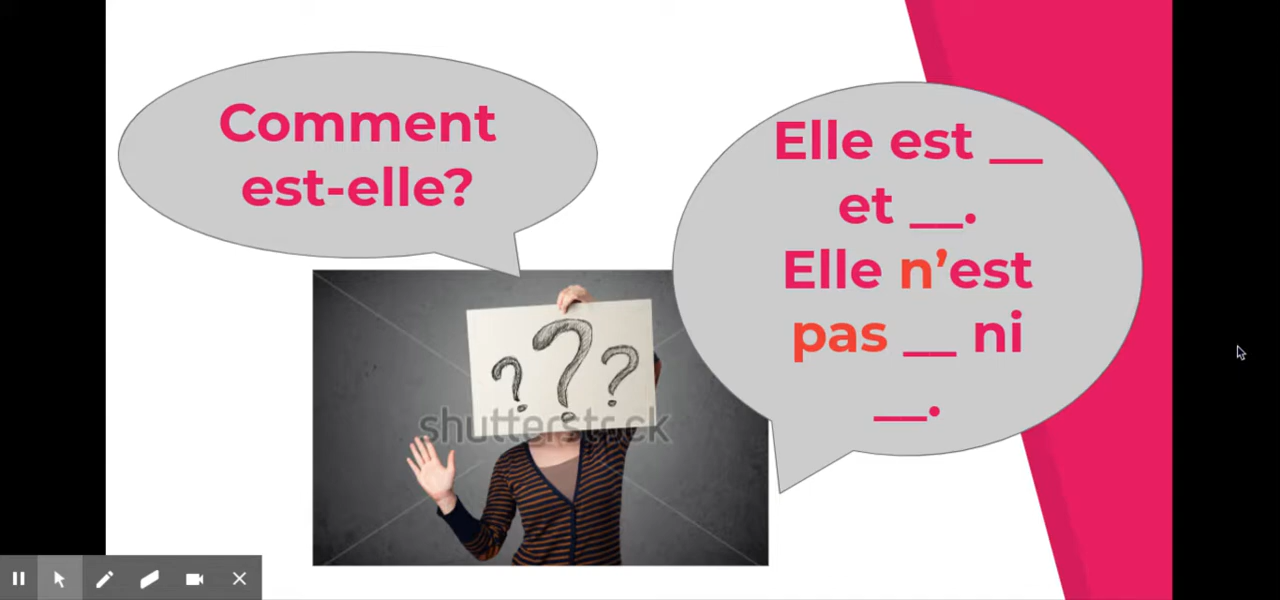 Comment
est-elle?
Elle est __
et __.
Elle n’est
pas __ ni
__.
? ? ?
shutterstock